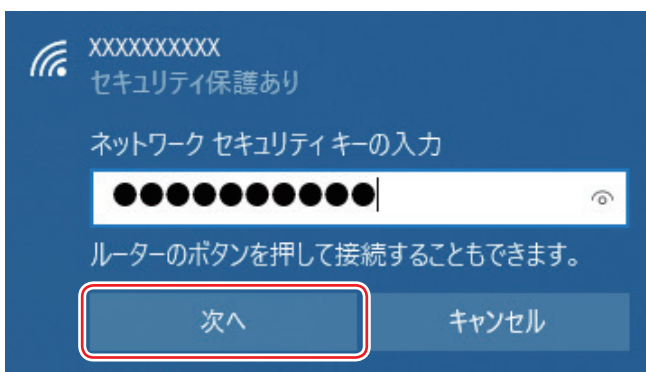 XXXXXXXXXX
セキュリティ保護あり
ネットワーク セキュリティ キーの入力
●●●●●●●●●●
ルーターのボタンを押して接続することもできます。
次へ
キャンセル